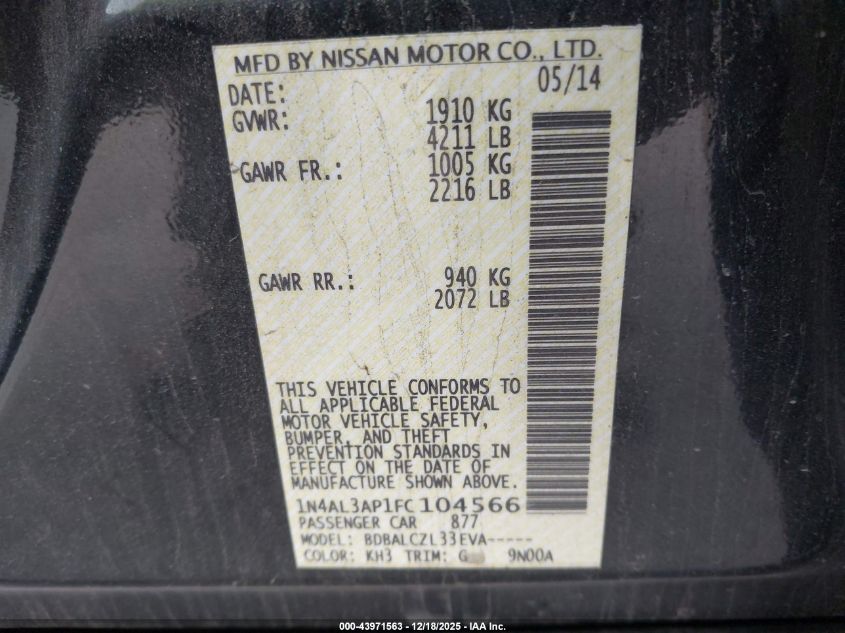 MFD BY NISSAN MOTOR CO., LTD.
DATE: 05/14
GVWR: 1910 KG
4211 LB
GAWR FR.: 1005 KG
2216 LB
GAWR RR.: 940 KG
2072 LB
THIS VEHICLE CONFORMS TO
ALL APPLICABLE FEDERAL
MOTOR VEHICLE SAFETY,
BUMPER, AND THEFT
PREVENTION STANDARDS IN
EFFECT ON THE DATE OF
MANUFACTURE SHOWN ABOVE.
1N4AL3AP1FC104566
PASSENGER CAR 877
MODEL: BDBALCZL33EVA-----
COLOR: KH3 TRIM: G 9N00A
000-43971563 - 12/18/2025 - IAA Inc.